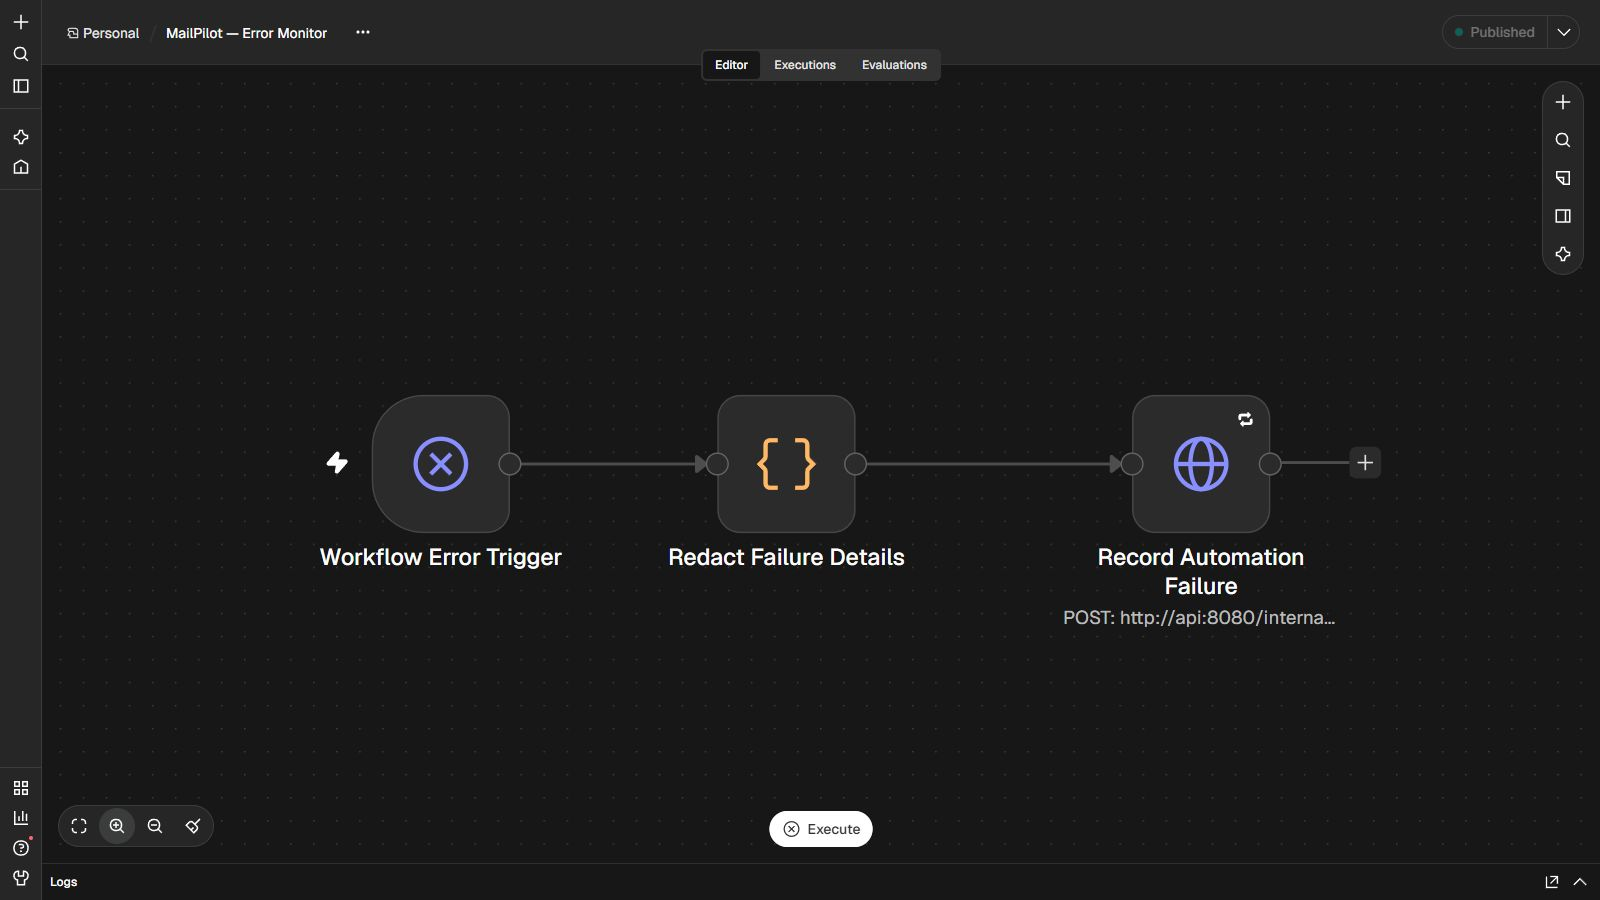 Personal / MailPilot — Error Monitor ...
Published
Editor Executions Evaluations
Workflow Error Trigger
Redact Failure Details
Record Automation
Failure
POST: http://api:8080/interna...
Execute
Logs